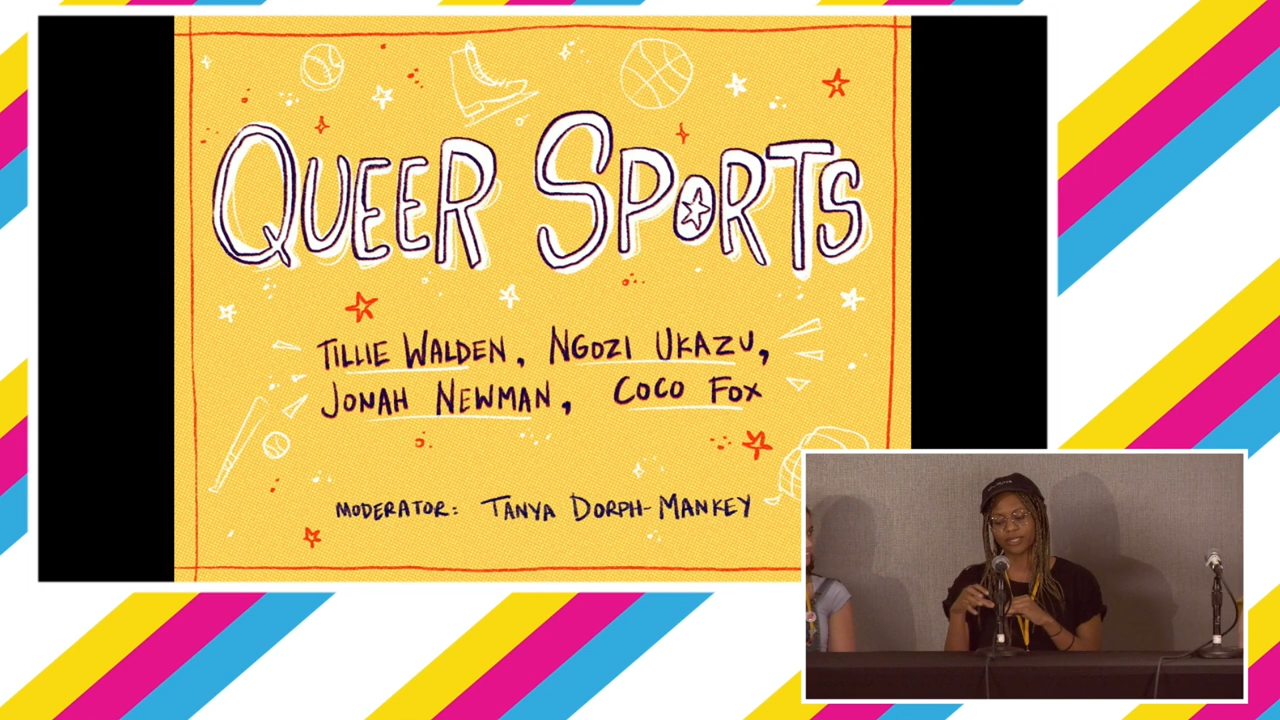 QUEER SPORTS
TILLIE WALDEN, NGOZI UKAZU,
JONAH NEWMAN, COCO FOX
MODERATOR: TANYA DORPH-MANKEY